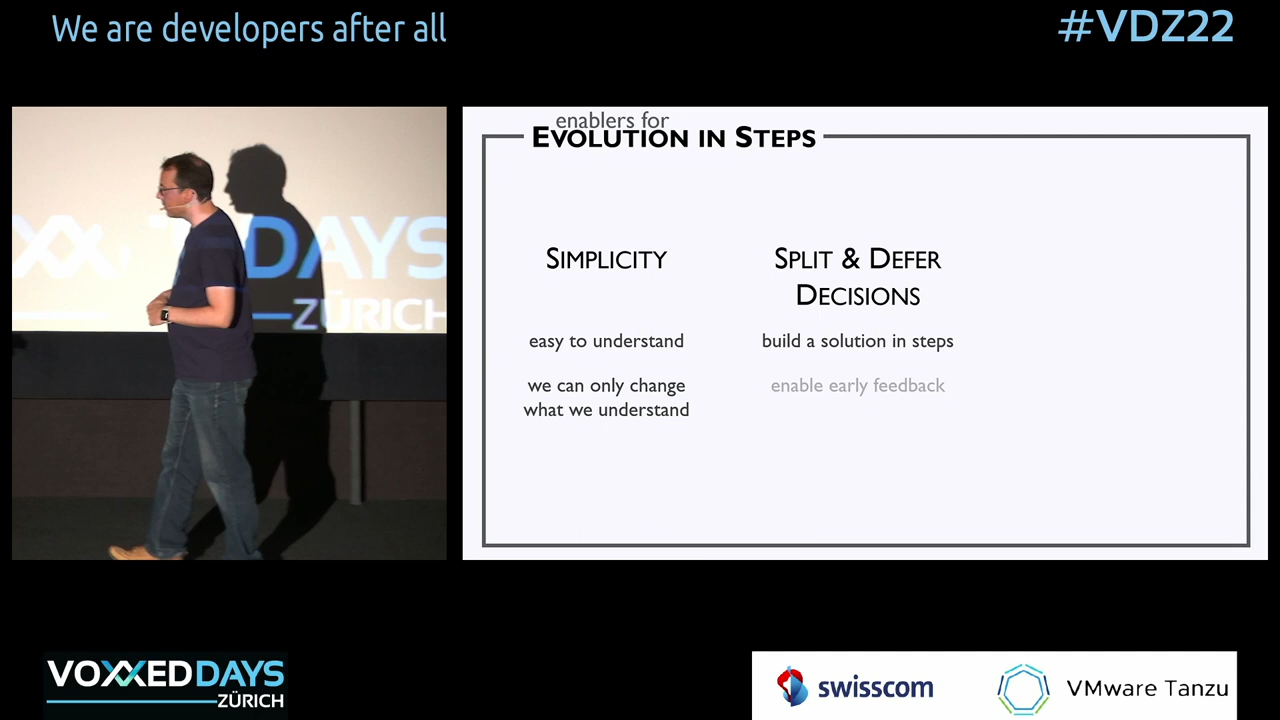 We are developers after all
#VDZ22
enablers for
EVOLUTION IN STEPS
SIMPLICITY
SPLIT & DEFER
DECISIONS
easy to understand
build a solution in steps
we can only change
what we understand
enable early feedback
DAYS
ZÜRICH
VOXXED DAYS
ZÜRICH
swisscom
VMware Tanzu